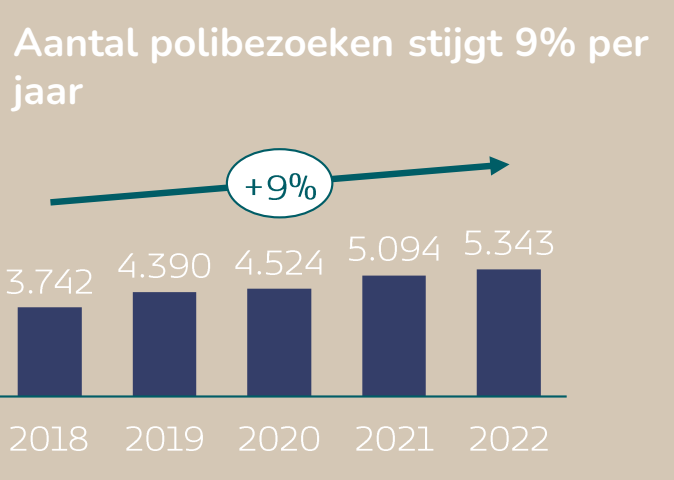 Aantal polibezoeken stijgt 9% per
jaar
+9%
3.742 4.390 4.524 5.094 5.343
2018 2019 2020 2021 2022